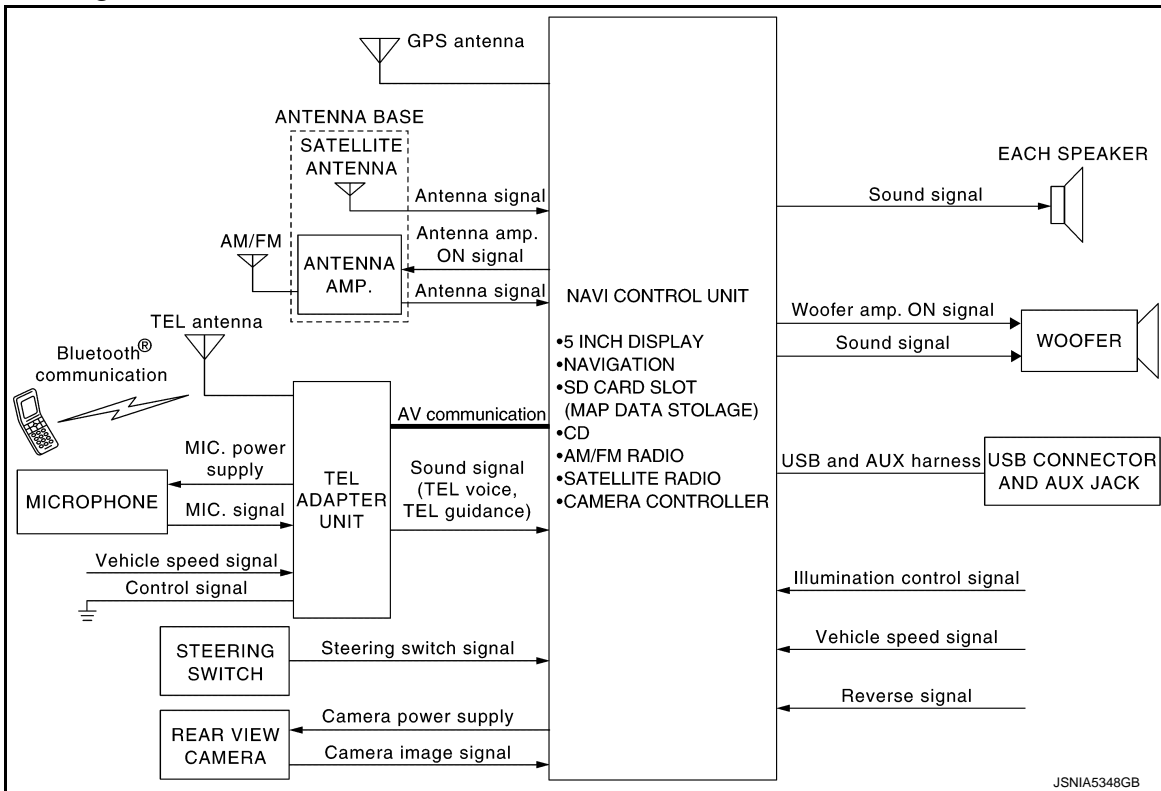 GPS antenna
ANTENNA BASE
SATELLITE
ANTENNA
Antenna signal
AM/FM
Antenna amp.
ON signal
ANTENNA
AMP.
Antenna signal
TEL antenna
Bluetooth®
communication
AV communication
MIC. power
supply
MICROPHONE
MIC. signal
TEL
ADAPTER
UNIT
Sound signal
(TEL voice,
TEL guidance)
Vehicle speed signal
Control signal
STEERING
SWITCH
Steering switch signal
REAR VIEW
CAMERA
Camera power supply
Camera image signal
NAVI CONTROL UNIT
•5 INCH DISPLAY
•NAVIGATION
•SD CARD SLOT
(MAP DATA STOLAGE)
•CD
•AM/FM RADIO
•SATELLITE RADIO
•CAMERA CONTROLLER
EACH SPEAKER
Sound signal
Woofer amp. ON signal
Sound signal
WOOFER
USB and AUX harness
USB CONNECTOR
AND AUX JACK
Illumination control signal
Vehicle speed signal
Reverse signal
JSNIA5348GB